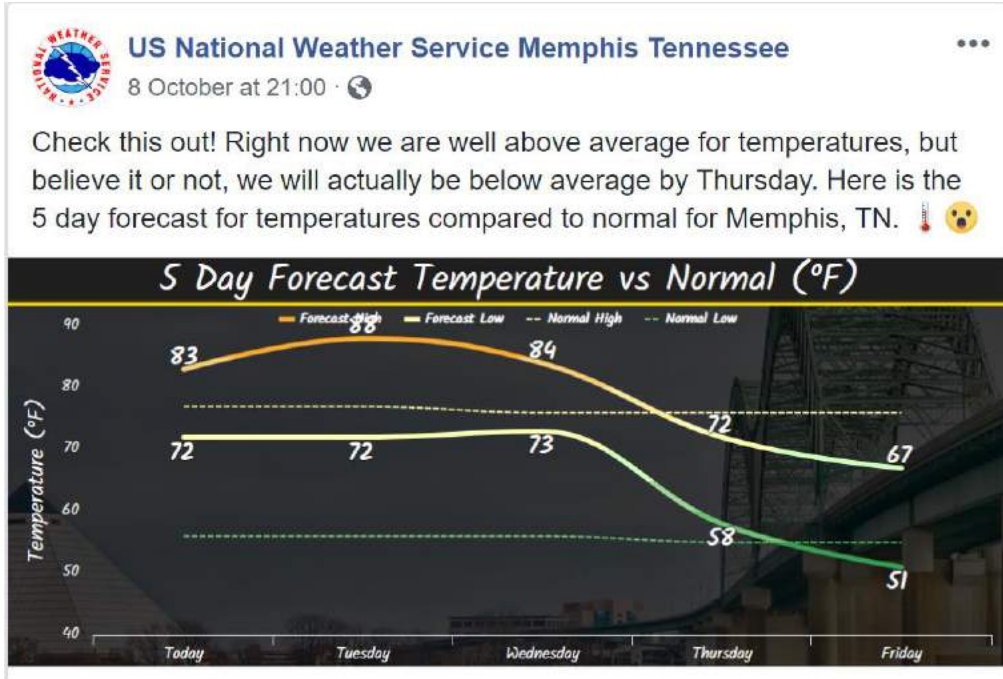 NATIONAL WEATHER SERVICE
US National Weather Service Memphis Tennessee
8 October at 21:00 ·
Check this out! Right now we are well above average for temperatures, but
believe it or not, we will actually be below average by Thursday. Here is the
5 day forecast for temperatures compared to normal for Memphis, TN.
5 Day Forecast Temperature vs Normal (°F)
Forecast High Forecast Low Normal High Normal Low
Temperature (°F)
90
80
70
60
50
40
83 88 84 72 67
72 72 73 58 51
Today Tuesday Wednesday Thursday Friday